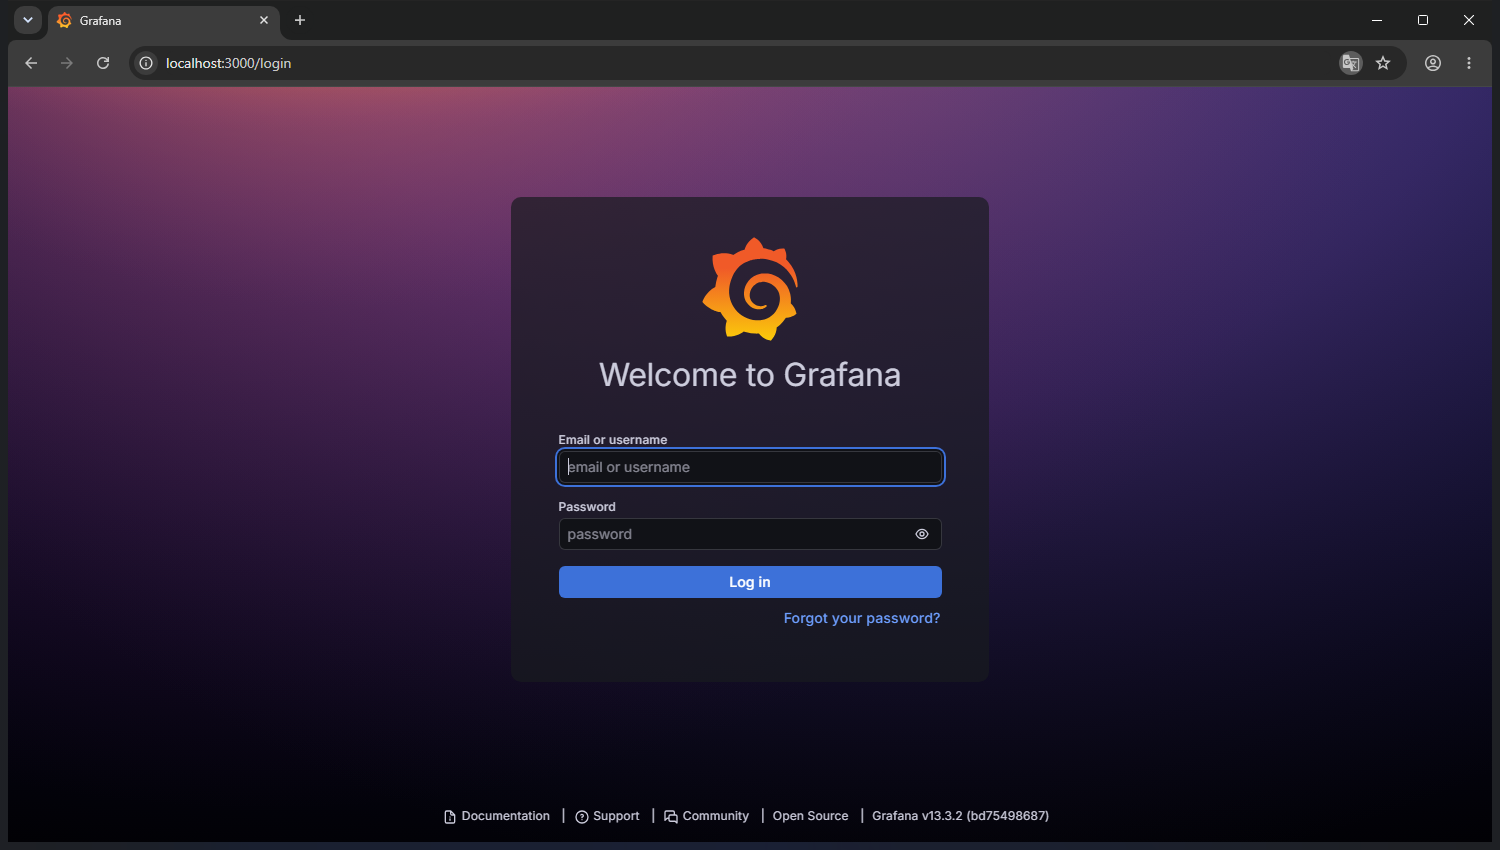 Grafana
localhost:3000/login
Welcome to Grafana
Email or username
email or username
Password
password
Log in
Forgot your password?
Documentation | Support | Community | Open Source | Grafana v13.3.2 (bd75498687)